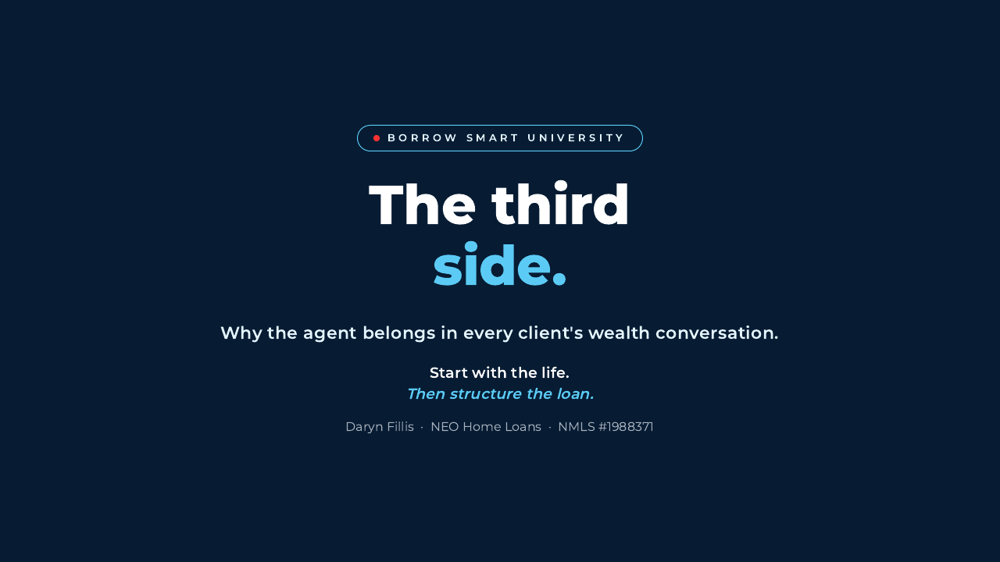 BORROW SMART UNIVERSITY
The third
side.
Why the agent belongs in every client's wealth conversation.
Start with the life.
Then structure the loan.
Daryn Fillis · NEO Home Loans · NMLS #1988371